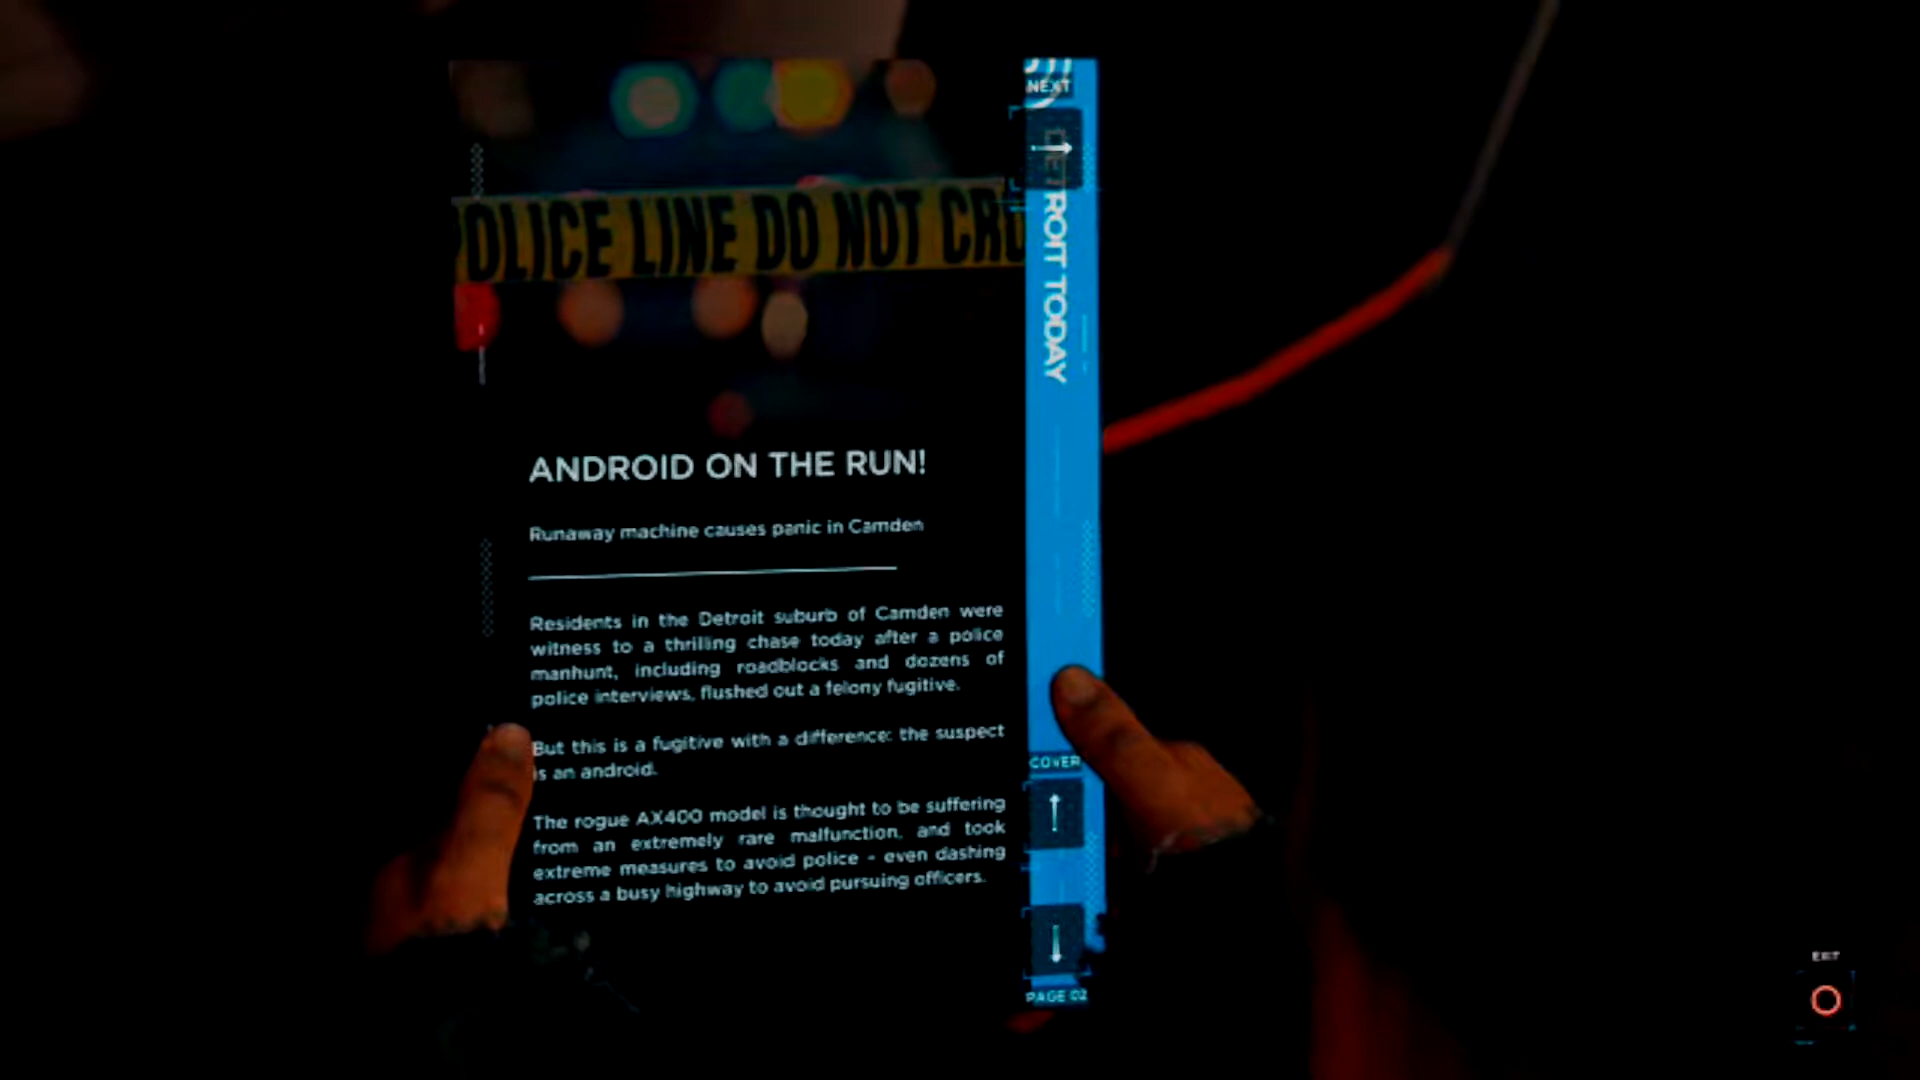 POLICE LINE DO NOT CRO
NEXT
DETROIT TODAY
ANDROID ON THE RUN!
Runaway machine causes panic in Camden
Residents in the Detroit suburb of Camden were
witness to a thrilling chase today after a police
manhunt, including roadblocks and dozens of
police interviews, flushed out a felony fugitive.
But this is a fugitive with a difference: the suspect
is an android.
The rogue AX400 model is thought to be suffering
from an extremely rare malfunction, and took
extreme measures to avoid police - even dashing
across a busy highway to avoid pursuing officers.
COVER
PAGE 02
EXIT